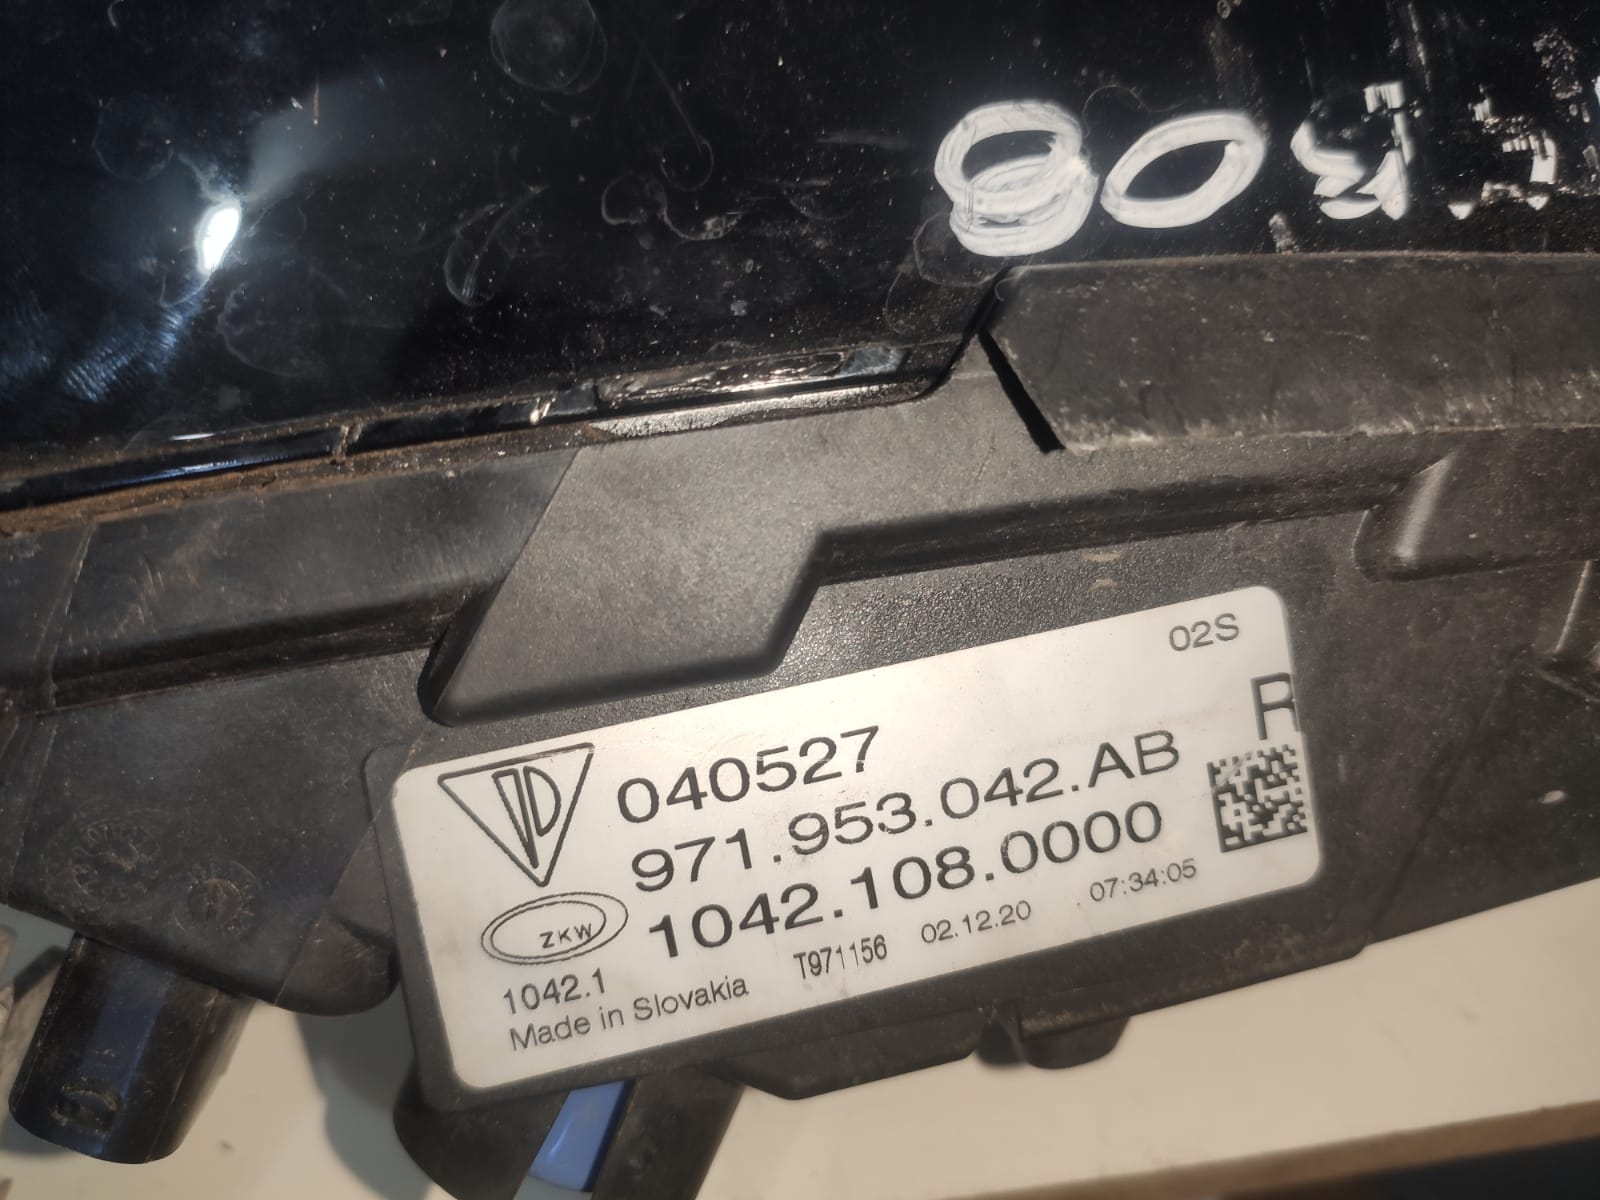 02S
R
040527
971.953.042.AB
1042.108.0000
ZKW
1042.1
T971156 02.12.20 07:34:05
Made in Slovakia